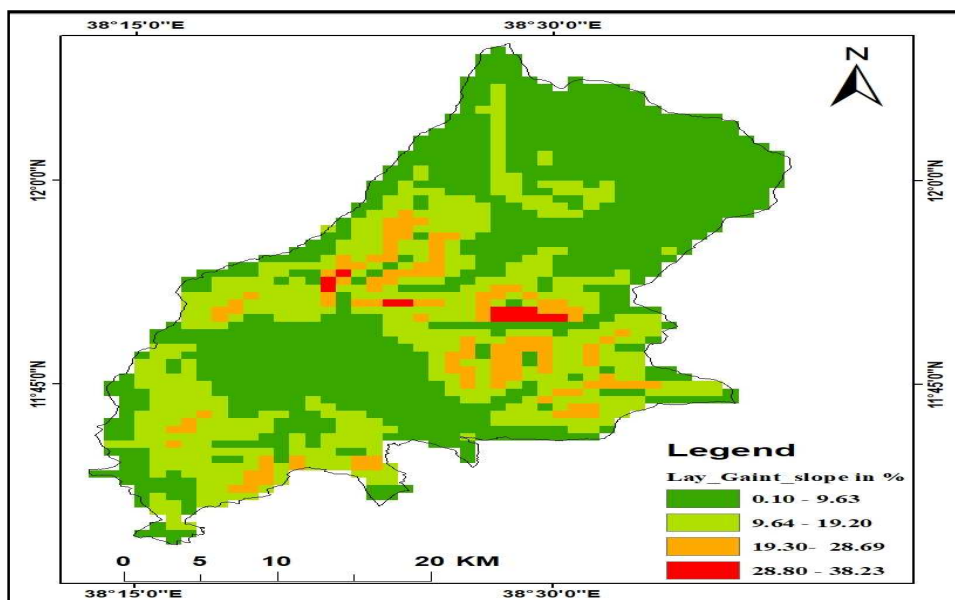 38°15'0"E 38°30'0"E
N
12°0'0"N 12°0'0"N
11°45'0"N 11°45'0"N
Legend
Lay_Gaint_slope in %
0.10 - 9.63
9.64 - 19.20
19.30- 28.69
28.80 - 38.23
0 5 10 20 KM
38°15'0"E 38°30'0"E